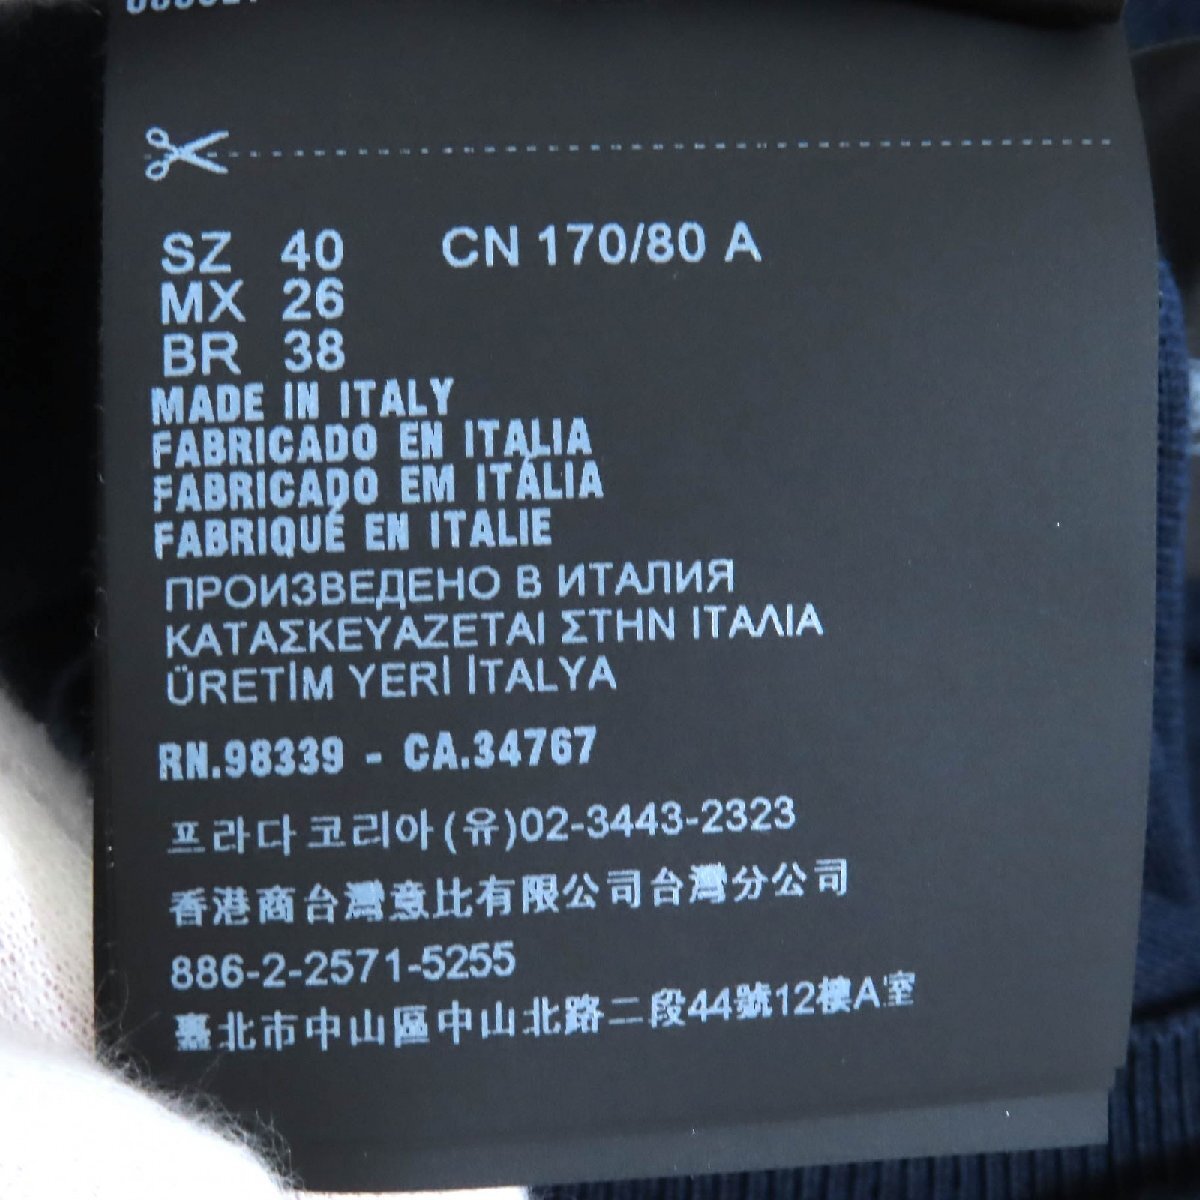 SZ 40 CN 170/80 A
MX 26
BR 38
MADE IN ITALY
FABRICADO EN ITALIA
FABRICADO EM ITÁLIA
FABRIQUÉ EN ITALIE
ПРОИЗВЕДЕНО В ИТАЛИЯ
ΚΑΤΑΣΚΕΥΑΖΕΤΑΙ ΣΤΗΝ ΙΤΑΛΙΑ
ÜRETİM YERİ İTALYA
RN.98339 - CA.34767
프라다코리아(유)02-3443-2323
香港商台灣意比有限公司台灣分公司
886-2-2571-5255
臺北市中山區中山北路二段44號12樓A室